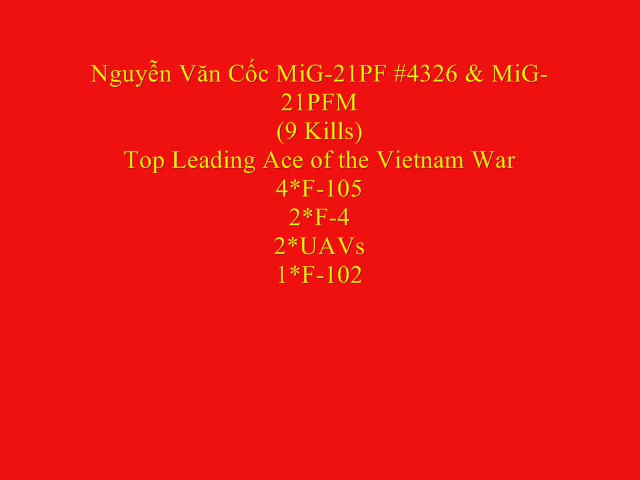 Nguyễn Văn Cốc MiG-21PF #4326 & MiG-
21PFM
(9 Kills)
Top Leading Ace of the Vietnam War
4*F-105
2*F-4
2*UAVs
1*F-102